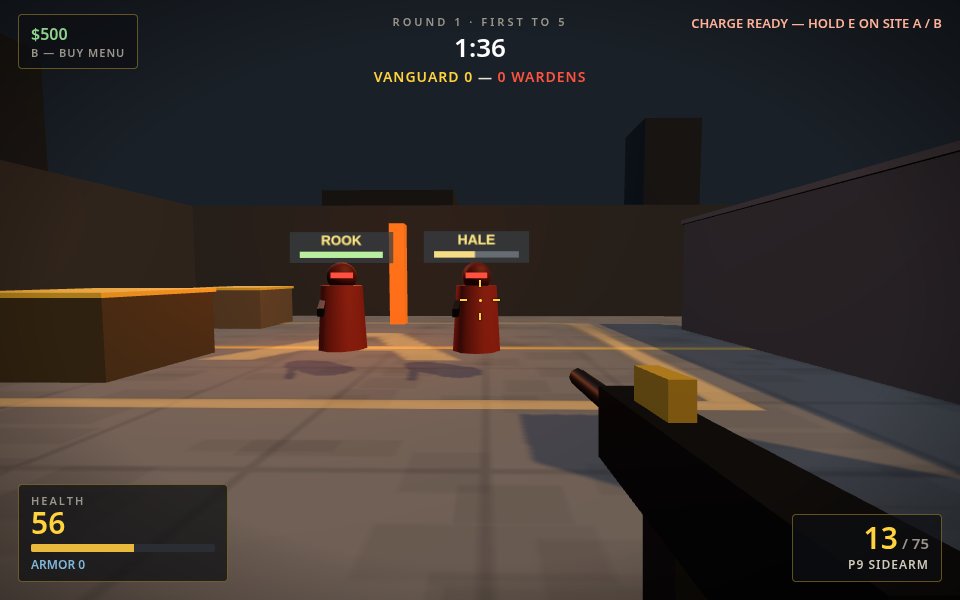 $500
B — BUY MENU
ROUND 1 · FIRST TO 5
1:36
VANGUARD 0 — 0 WARDENS
CHARGE READY — HOLD E ON SITE A / B
ROOK
HALE
HEALTH
56
ARMOR 0
13 / 75
P9 SIDEARM